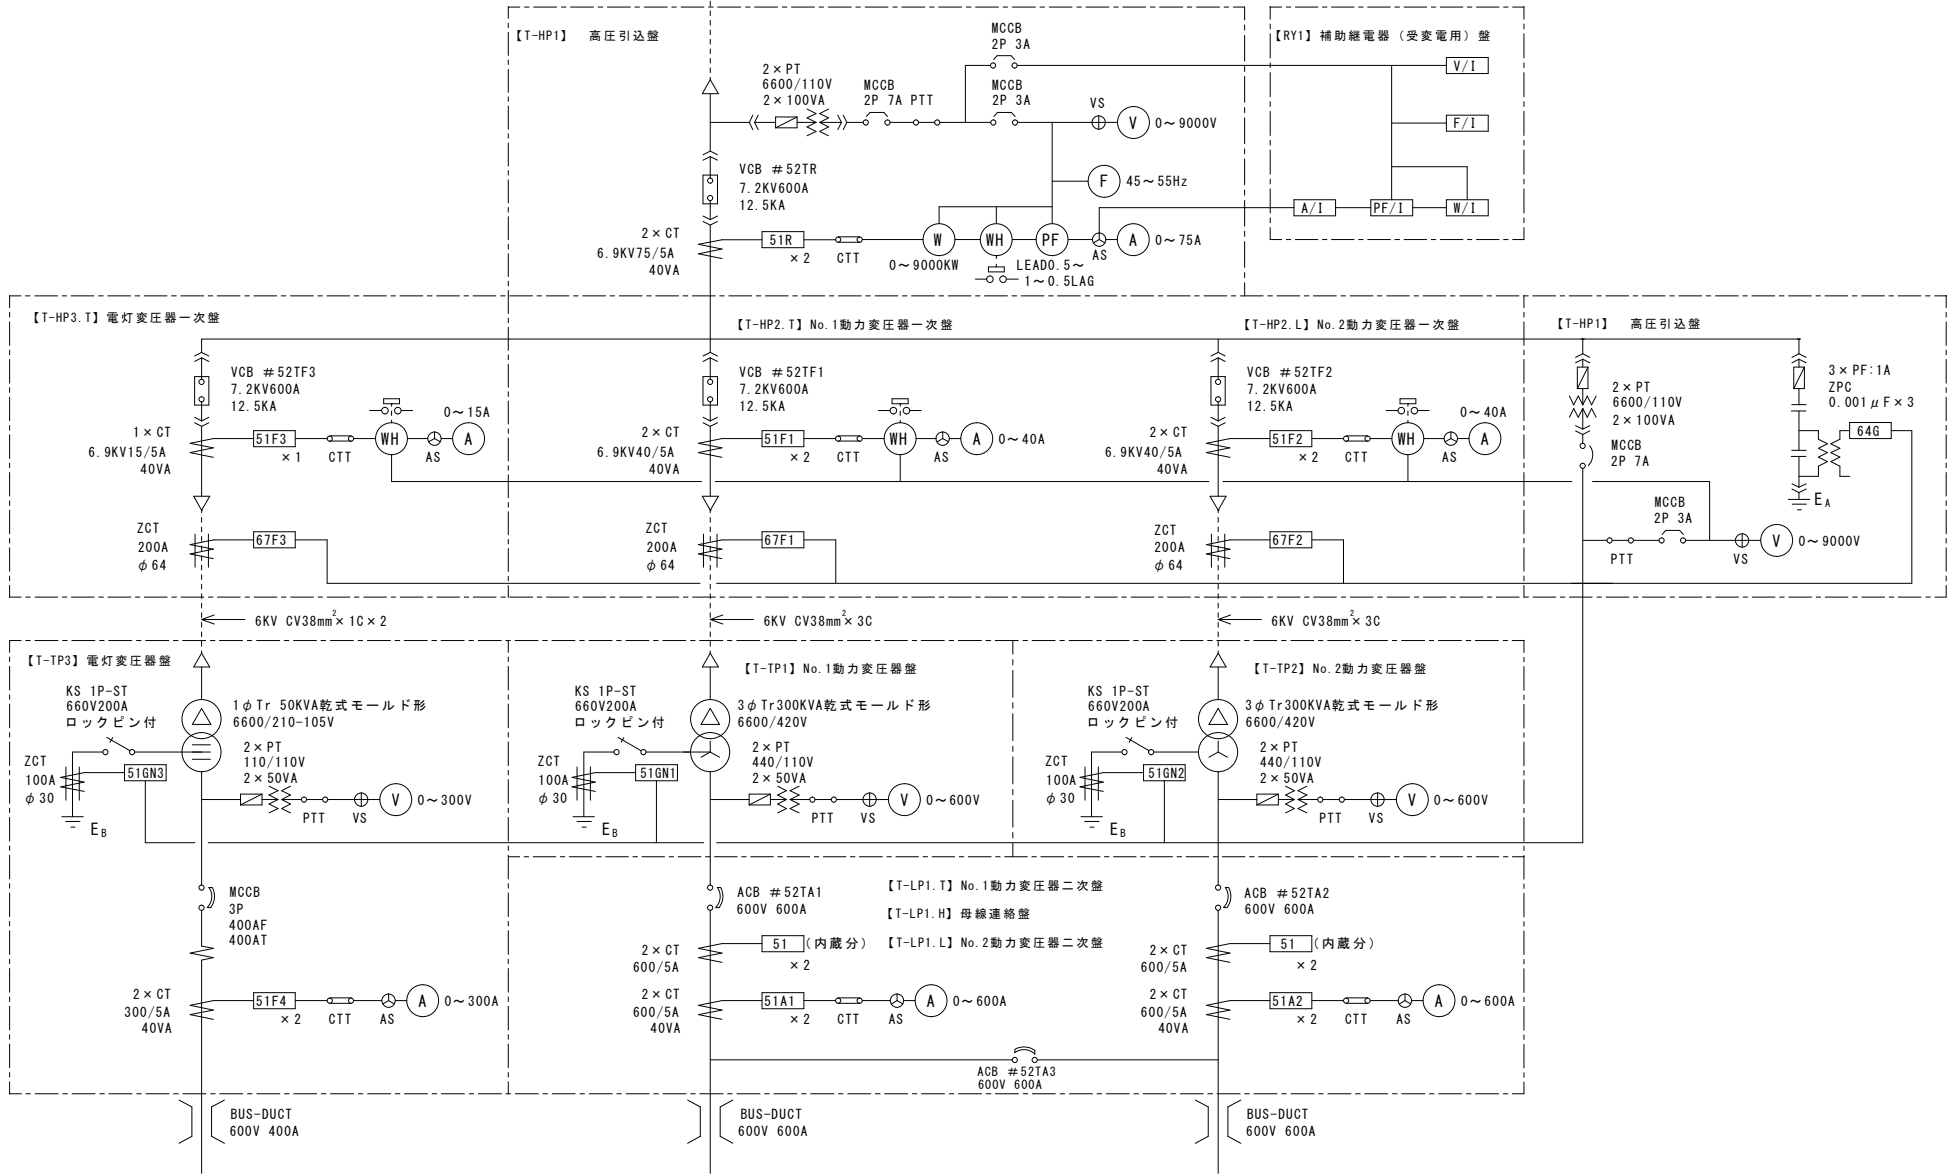 【T-HP1】 高圧引込盤
MCCB
2P 3A
【RY1】補助継電器（受変電用）盤
V/I
2×PT
6600/110V
2×100VA
MCCB
2P 7A PTT
MCCB
2P 3A
VS
V
0～9000V
F/I
VCB #52TR
7.2KV600A
12.5KA
F
45～55Hz
A/I
PF/I
W/I
2×CT
6.9KV75/5A
40VA
51R
×2
CTT
W
0～9000KW
WH
PF
LEAD0.5～
1～0.5LAG
AS
A
0～75A
【T-HP3.T】電灯変圧器一次盤
【T-HP2.T】No.1動力変圧器一次盤
【T-HP2.L】No.2動力変圧器一次盤
【T-HP1】 高圧引込盤
VCB #52TF3
7.2KV600A
12.5KA
1×CT
6.9KV15/5A
40VA
51F3
×1
CTT
WH
AS
0～15A
A
VCB #52TF1
7.2KV600A
12.5KA
2×CT
6.9KV40/5A
40VA
51F1
×2
CTT
WH
AS
A
0～40A
VCB #52TF2
7.2KV600A
12.5KA
2×CT
6.9KV40/5A
40VA
51F2
×2
CTT
WH
AS
0～40A
A
2×PT
6600/110V
2×100VA
MCCB
2P 7A
3×PF:1A
ZPC
0.001μF×3
64G
EA
MCCB
2P 3A
PTT
VS
V
0～9000V
ZCT
200A
φ64
67F3
ZCT
200A
φ64
67F1
ZCT
200A
φ64
67F2
6KV CV38mm²×1C×2
6KV CV38mm²×3C
6KV CV38mm²×3C
【T-TP3】電灯変圧器盤
【T-TP1】No.1動力変圧器盤
【T-TP2】No.2動力変圧器盤
KS 1P-ST
660V200A
ロックピン付
1φTr 50KVA乾式モールド形
6600/210-105V
ZCT
100A
φ30
51GN3
EB
2×PT
110/110V
2×50VA
PTT
VS
V
0～300V
KS 1P-ST
660V200A
ロックピン付
3φTr300KVA乾式モールド形
6600/420V
ZCT
100A
φ30
51GN1
EB
2×PT
440/110V
2×50VA
PTT
VS
V
0～600V
KS 1P-ST
660V200A
ロックピン付
3φTr300KVA乾式モールド形
6600/420V
ZCT
100A
φ30
51GN2
EB
2×PT
440/110V
2×50VA
PTT
VS
V
0～600V
MCCB
3P
400AF
400AT
ACB #52TA1
600V 600A
【T-LP1.T】No.1動力変圧器二次盤
【T-LP1.H】母線連絡盤
【T-LP1.L】No.2動力変圧器二次盤
ACB #52TA2
600V 600A
2×CT
600/5A
51
(内蔵分)
×2
2×CT
600/5A
51
(内蔵分)
×2
2×CT
300/5A
40VA
51F4
×2
CTT
AS
A
0～300A
2×CT
600/5A
40VA
51A1
×2
CTT
AS
A
0～600A
2×CT
600/5A
40VA
51A2
×2
CTT
AS
A
0～600A
ACB #52TA3
600V 600A
BUS-DUCT
600V 400A
BUS-DUCT
600V 600A
BUS-DUCT
600V 600A